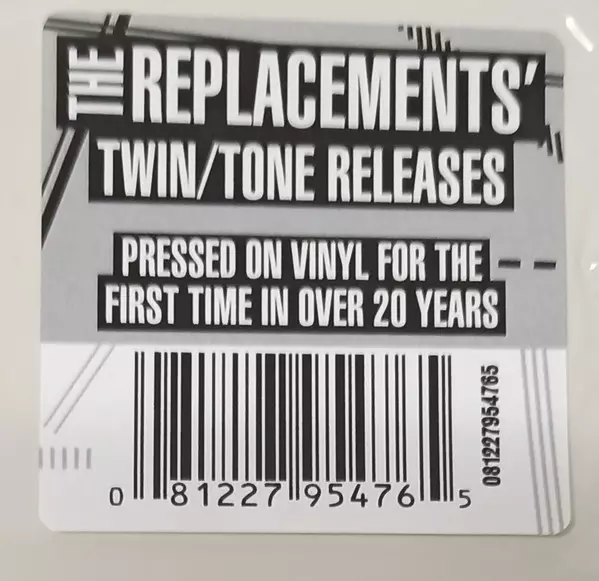 THE REPLACEMENTS'
TWIN/TONE RELEASES
PRESSED ON VINYL FOR THE
FIRST TIME IN OVER 20 YEARS
081227954765
0 81227 95476 5